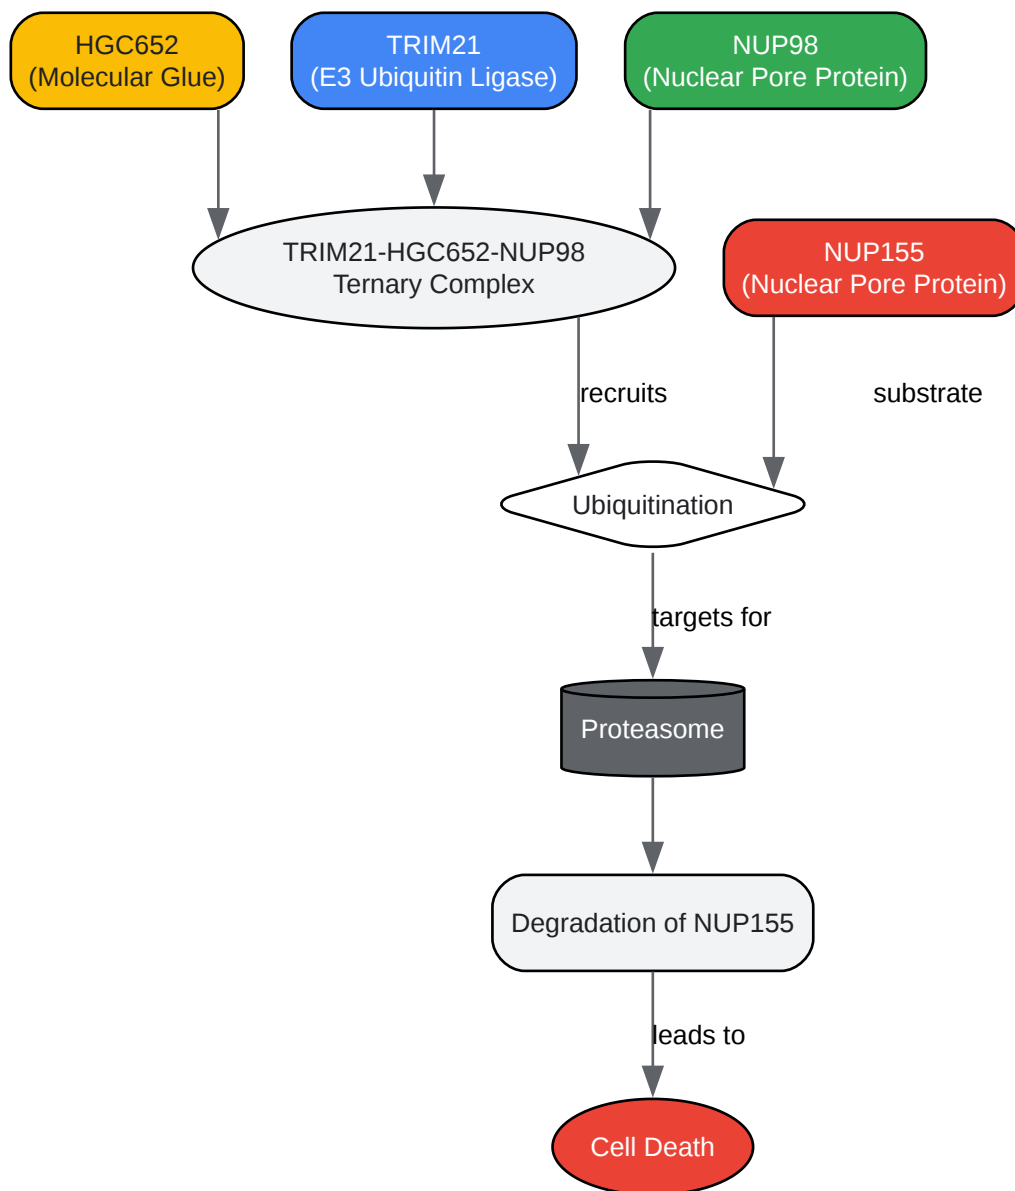 HGC652
(Molecular Glue)
TRIM21
(E3 Ubiquitin Ligase)
NUP98
(Nuclear Pore Protein)
TRIM21-HGC652-NUP98
Ternary Complex
NUP155
(Nuclear Pore Protein)
recruits
substrate
Ubiquitination
targets for
Proteasome
Degradation of NUP155
leads to
Cell Death